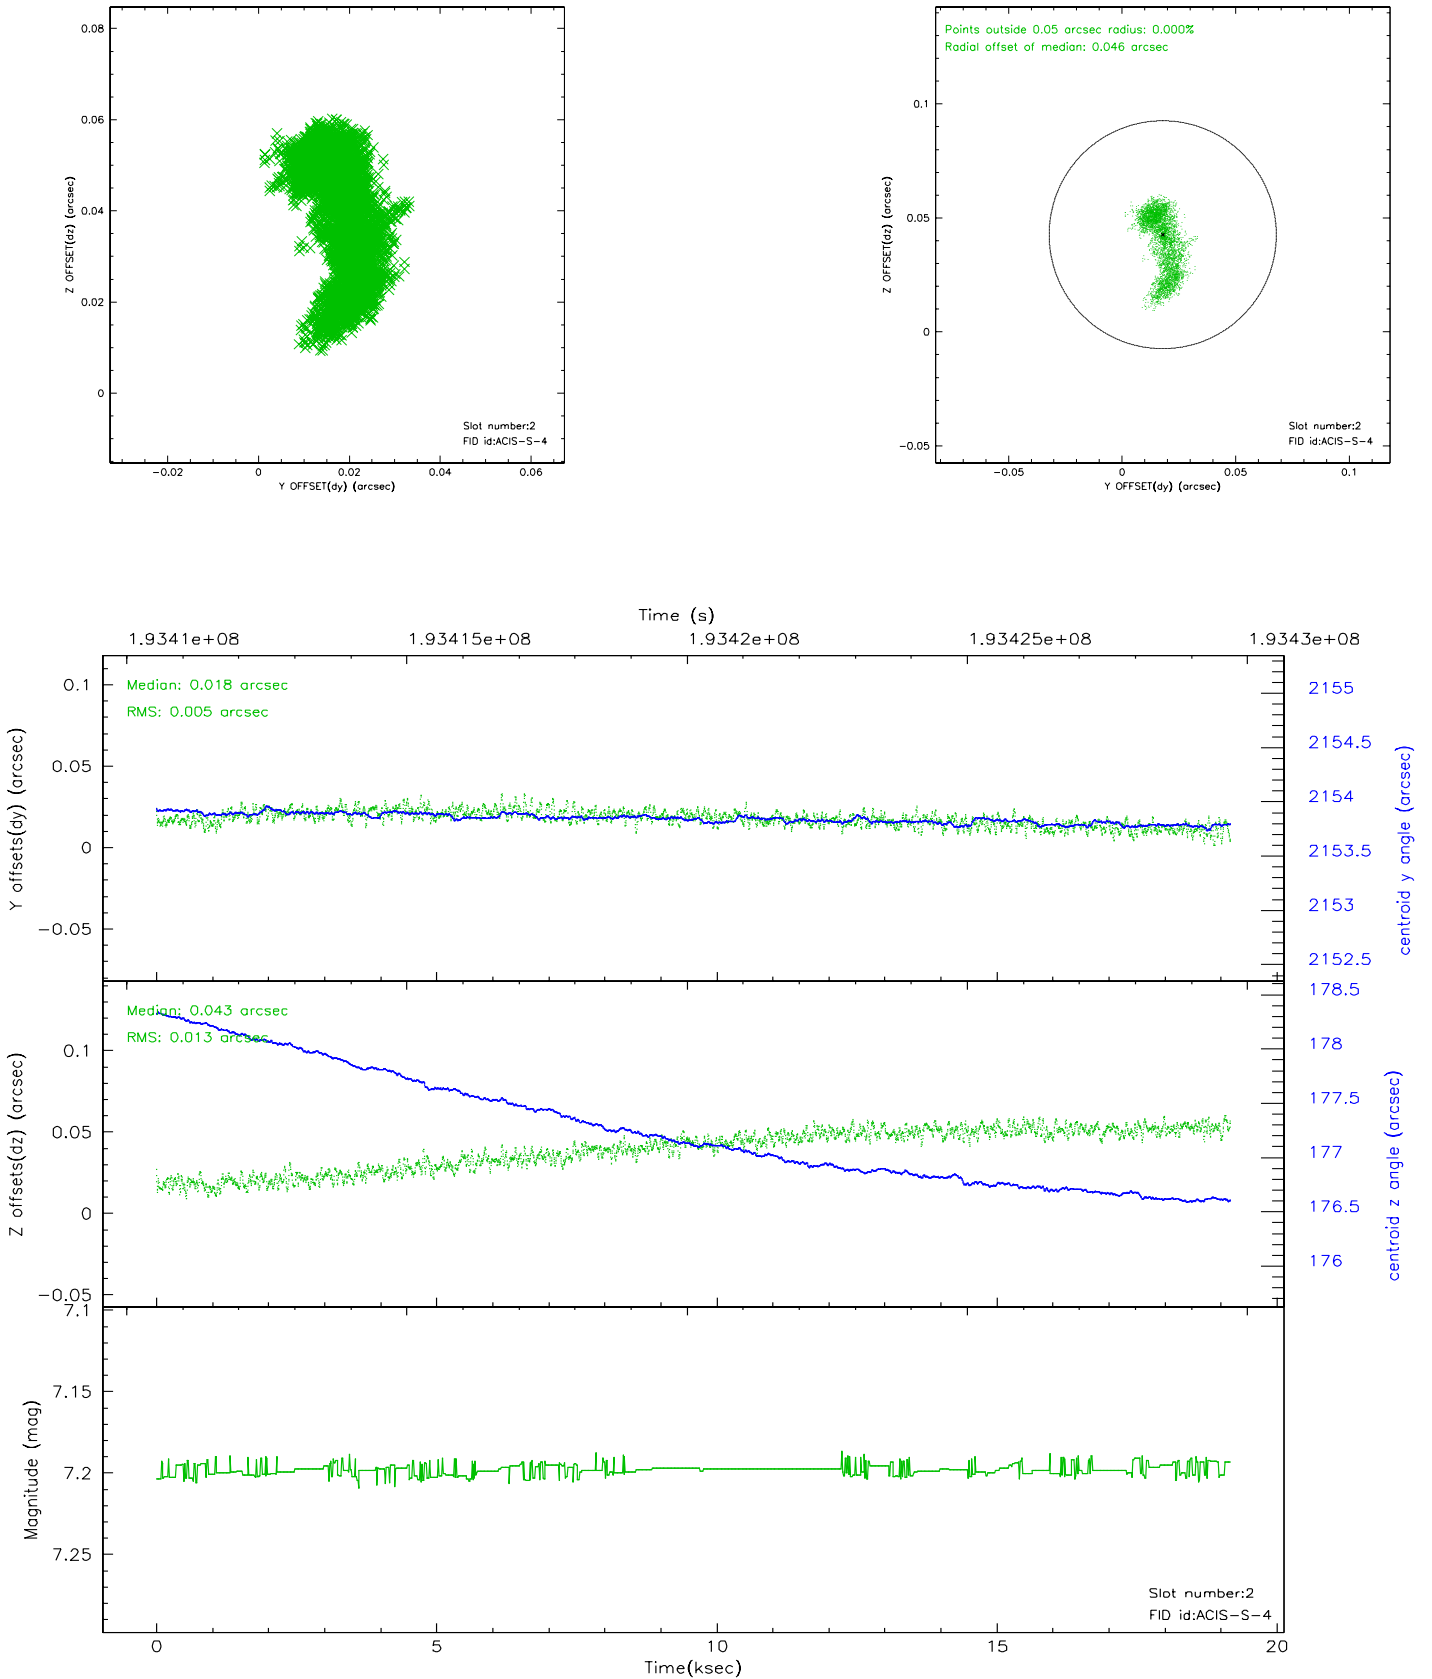 0.08
0.06
0.04
0.02
0
Z OFFSET(dz) (arcsec)
Slot number:2
FID id:ACIS-S-4
-0.02 0 0.02 0.04 0.06
Y OFFSET(dy) (arcsec)
Points outside 0.05 arcsec radius: 0.000%
Radial offset of median: 0.046 arcsec
0.1
0.05
0
-0.05
Z OFFSET(dz) (arcsec)
Slot number:2
FID id:ACIS-S-4
-0.05 0 0.05 0.1
Y OFFSET(dy) (arcsec)
Time (s)
1.9341e+08 1.93415e+08 1.9342e+08 1.93425e+08 1.9343e+08
Median: 0.018 arcsec
RMS: 0.005 arcsec
0.1
0.05
0
-0.05
Y offsets(dy) (arcsec)
2155
2154.5
2154
2153.5
2153
2152.5
centroid y angle (arcsec)
Median: 0.043 arcsec
RMS: 0.013 arcsec
0.1
0.05
0
-0.05
Z offsets(dz) (arcsec)
178.5
178
177.5
177
176.5
176
centroid z angle (arcsec)
7.1
7.15
7.2
7.25
Magnitude (mag)
Slot number:2
FID id:ACIS-S-4
0 5 10 15 20
Time(ksec)